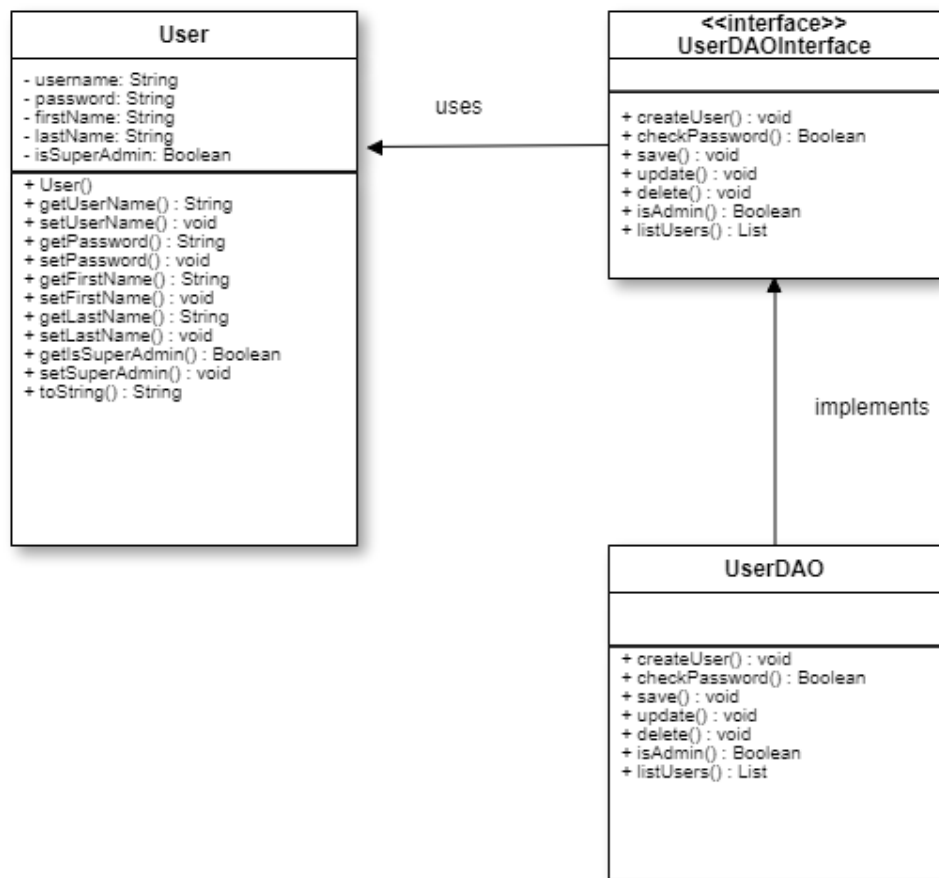 User
- username: String
- password: String
- firstName: String
- lastName: String
- isSuperAdmin: Boolean
+ User()
+ getUserName() : String
+ setUserName() : void
+ getPassword() : String
+ setPassword() : void
+ getFirstName() : String
+ setFirstName() : void
+ getLastName() : String
+ setLastName() : void
+ getIsSuperAdmin() : Boolean
+ setSuperAdmin() : void
+ toString() : String
uses
<<interface>>
UserDAOInterface
+ createUser() : void
+ checkPassword() : Boolean
+ save() : void
+ update() : void
+ delete() : void
+ isAdmin() : Boolean
+ listUsers() : List
implements
UserDAO
+ createUser() : void
+ checkPassword() : Boolean
+ save() : void
+ update() : void
+ delete() : void
+ isAdmin() : Boolean
+ listUsers() : List